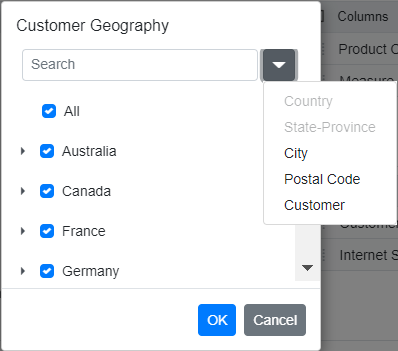 Customer Geography
Columns
Search
Product C
Measure
Country
All
State-Province
Australia
City
Canada
Postal Code
Customer
France
Customer
Internet S
Germany
OK
Cancel